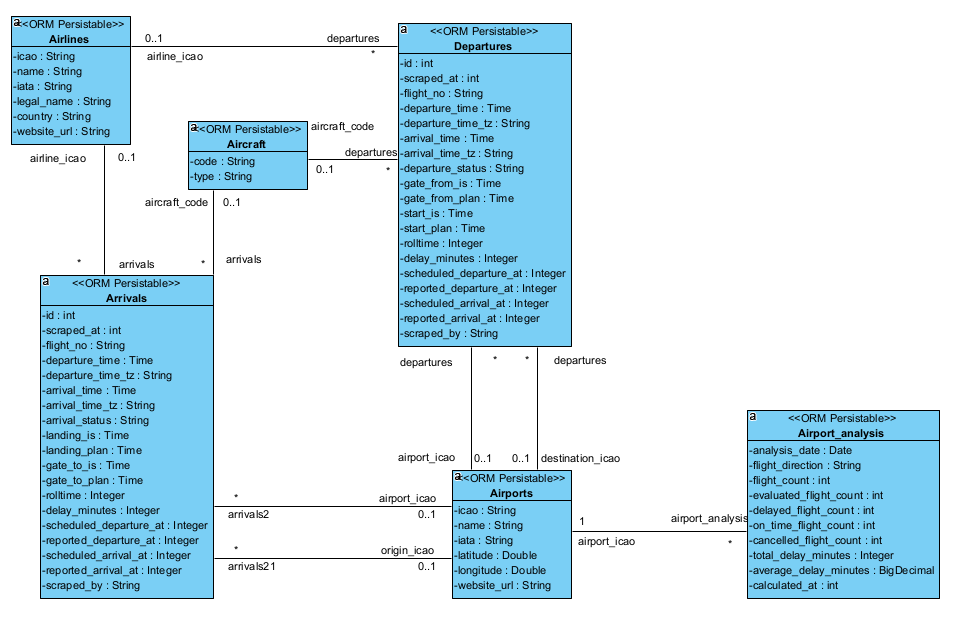 a
<<ORM Persistable>>
Airlines
-icao : String
-name : String
-iata : String
-legal_name : String
-country : String
-website_url : String
0..1
airline_icao
departures
*
a
<<ORM Persistable>>
Departures
-id : int
-scraped_at : int
-flight_no : String
-departure_time : Time
-departure_time_tz : String
-arrival_time : Time
-arrival_time_tz : String
-departure_status : String
-gate_from_is : Time
-gate_from_plan : Time
-start_is : Time
-start_plan : Time
-rolltime : Integer
-delay_minutes : Integer
-scheduled_departure_at : Integer
-reported_departure_at : Integer
-scheduled_arrival_at : Integer
-reported_arrival_at : Integer
-scraped_by : String
a
<<ORM Persistable>>
Aircraft
-code : String
-type : String
aircraft_code
departures
0..1
*
airline_icao
0..1
*
arrivals
aircraft_code
0..1
*
arrivals
a
<<ORM Persistable>>
Arrivals
-id : int
-scraped_at : int
-flight_no : String
-departure_time : Time
-departure_time_tz : String
-arrival_time : Time
-arrival_time_tz : String
-arrival_status : String
-landing_is : Time
-landing_plan : Time
-gate_to_is : Time
-gate_to_plan : Time
-rolltime : Integer
-delay_minutes : Integer
-scheduled_departure_at : Integer
-reported_departure_at : Integer
-scheduled_arrival_at : Integer
-reported_arrival_at : Integer
-scraped_by : String
departures
*
*
departures
airport_icao
0..1
0..1
destination_icao
*
arrivals2
airport_icao
0..1
*
arrivals21
origin_icao
0..1
a
<<ORM Persistable>>
Airports
-icao : String
-name : String
-iata : String
-latitude : Double
-longitude : Double
-website_url : String
1
airport_icao
airport_analysis
*
a
<<ORM Persistable>>
Airport_analysis
-analysis_date : Date
-flight_direction : String
-flight_count : int
-evaluated_flight_count : int
-delayed_flight_count : int
-on_time_flight_count : int
-cancelled_flight_count : int
-total_delay_minutes : Integer
-average_delay_minutes : BigDecimal
-calculated_at : int